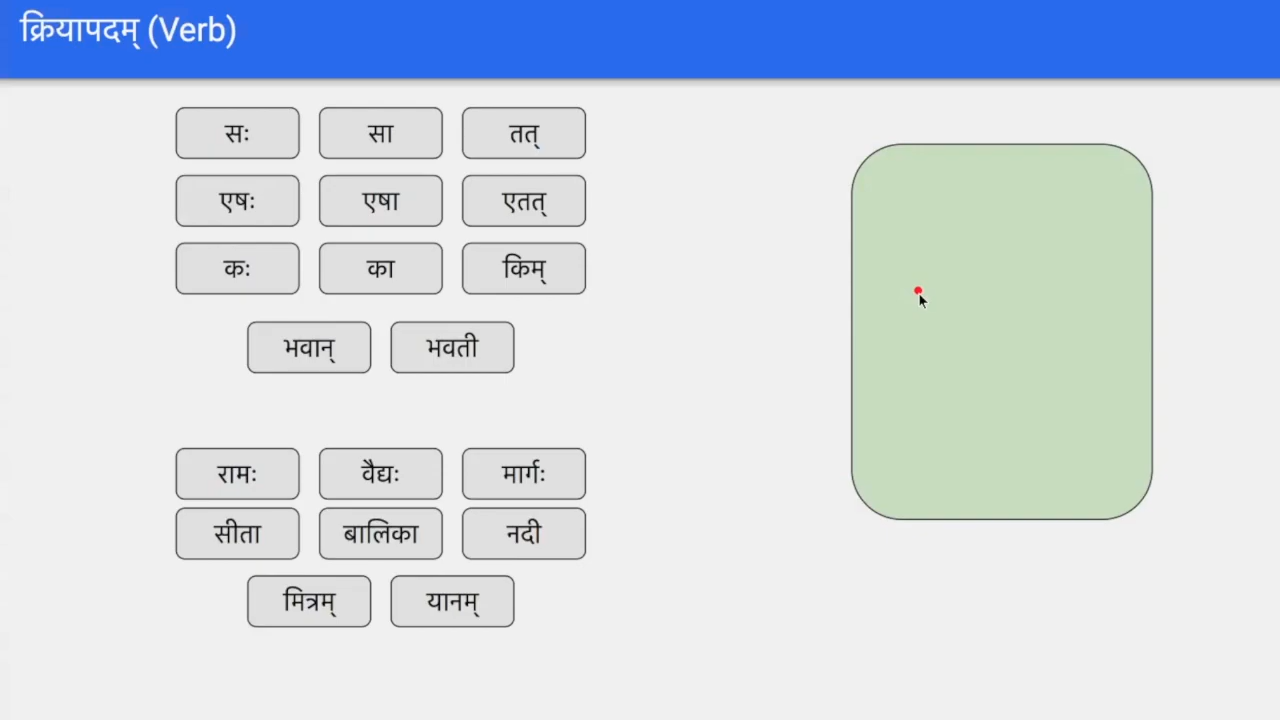 क्रियापदम् (Verb)
सः सा तत्
एषः एषा एतत्
कः का किम्
भवान् भवती
रामः वैद्यः मार्गः
सीता बालिका नदी
मित्रम् यानम्